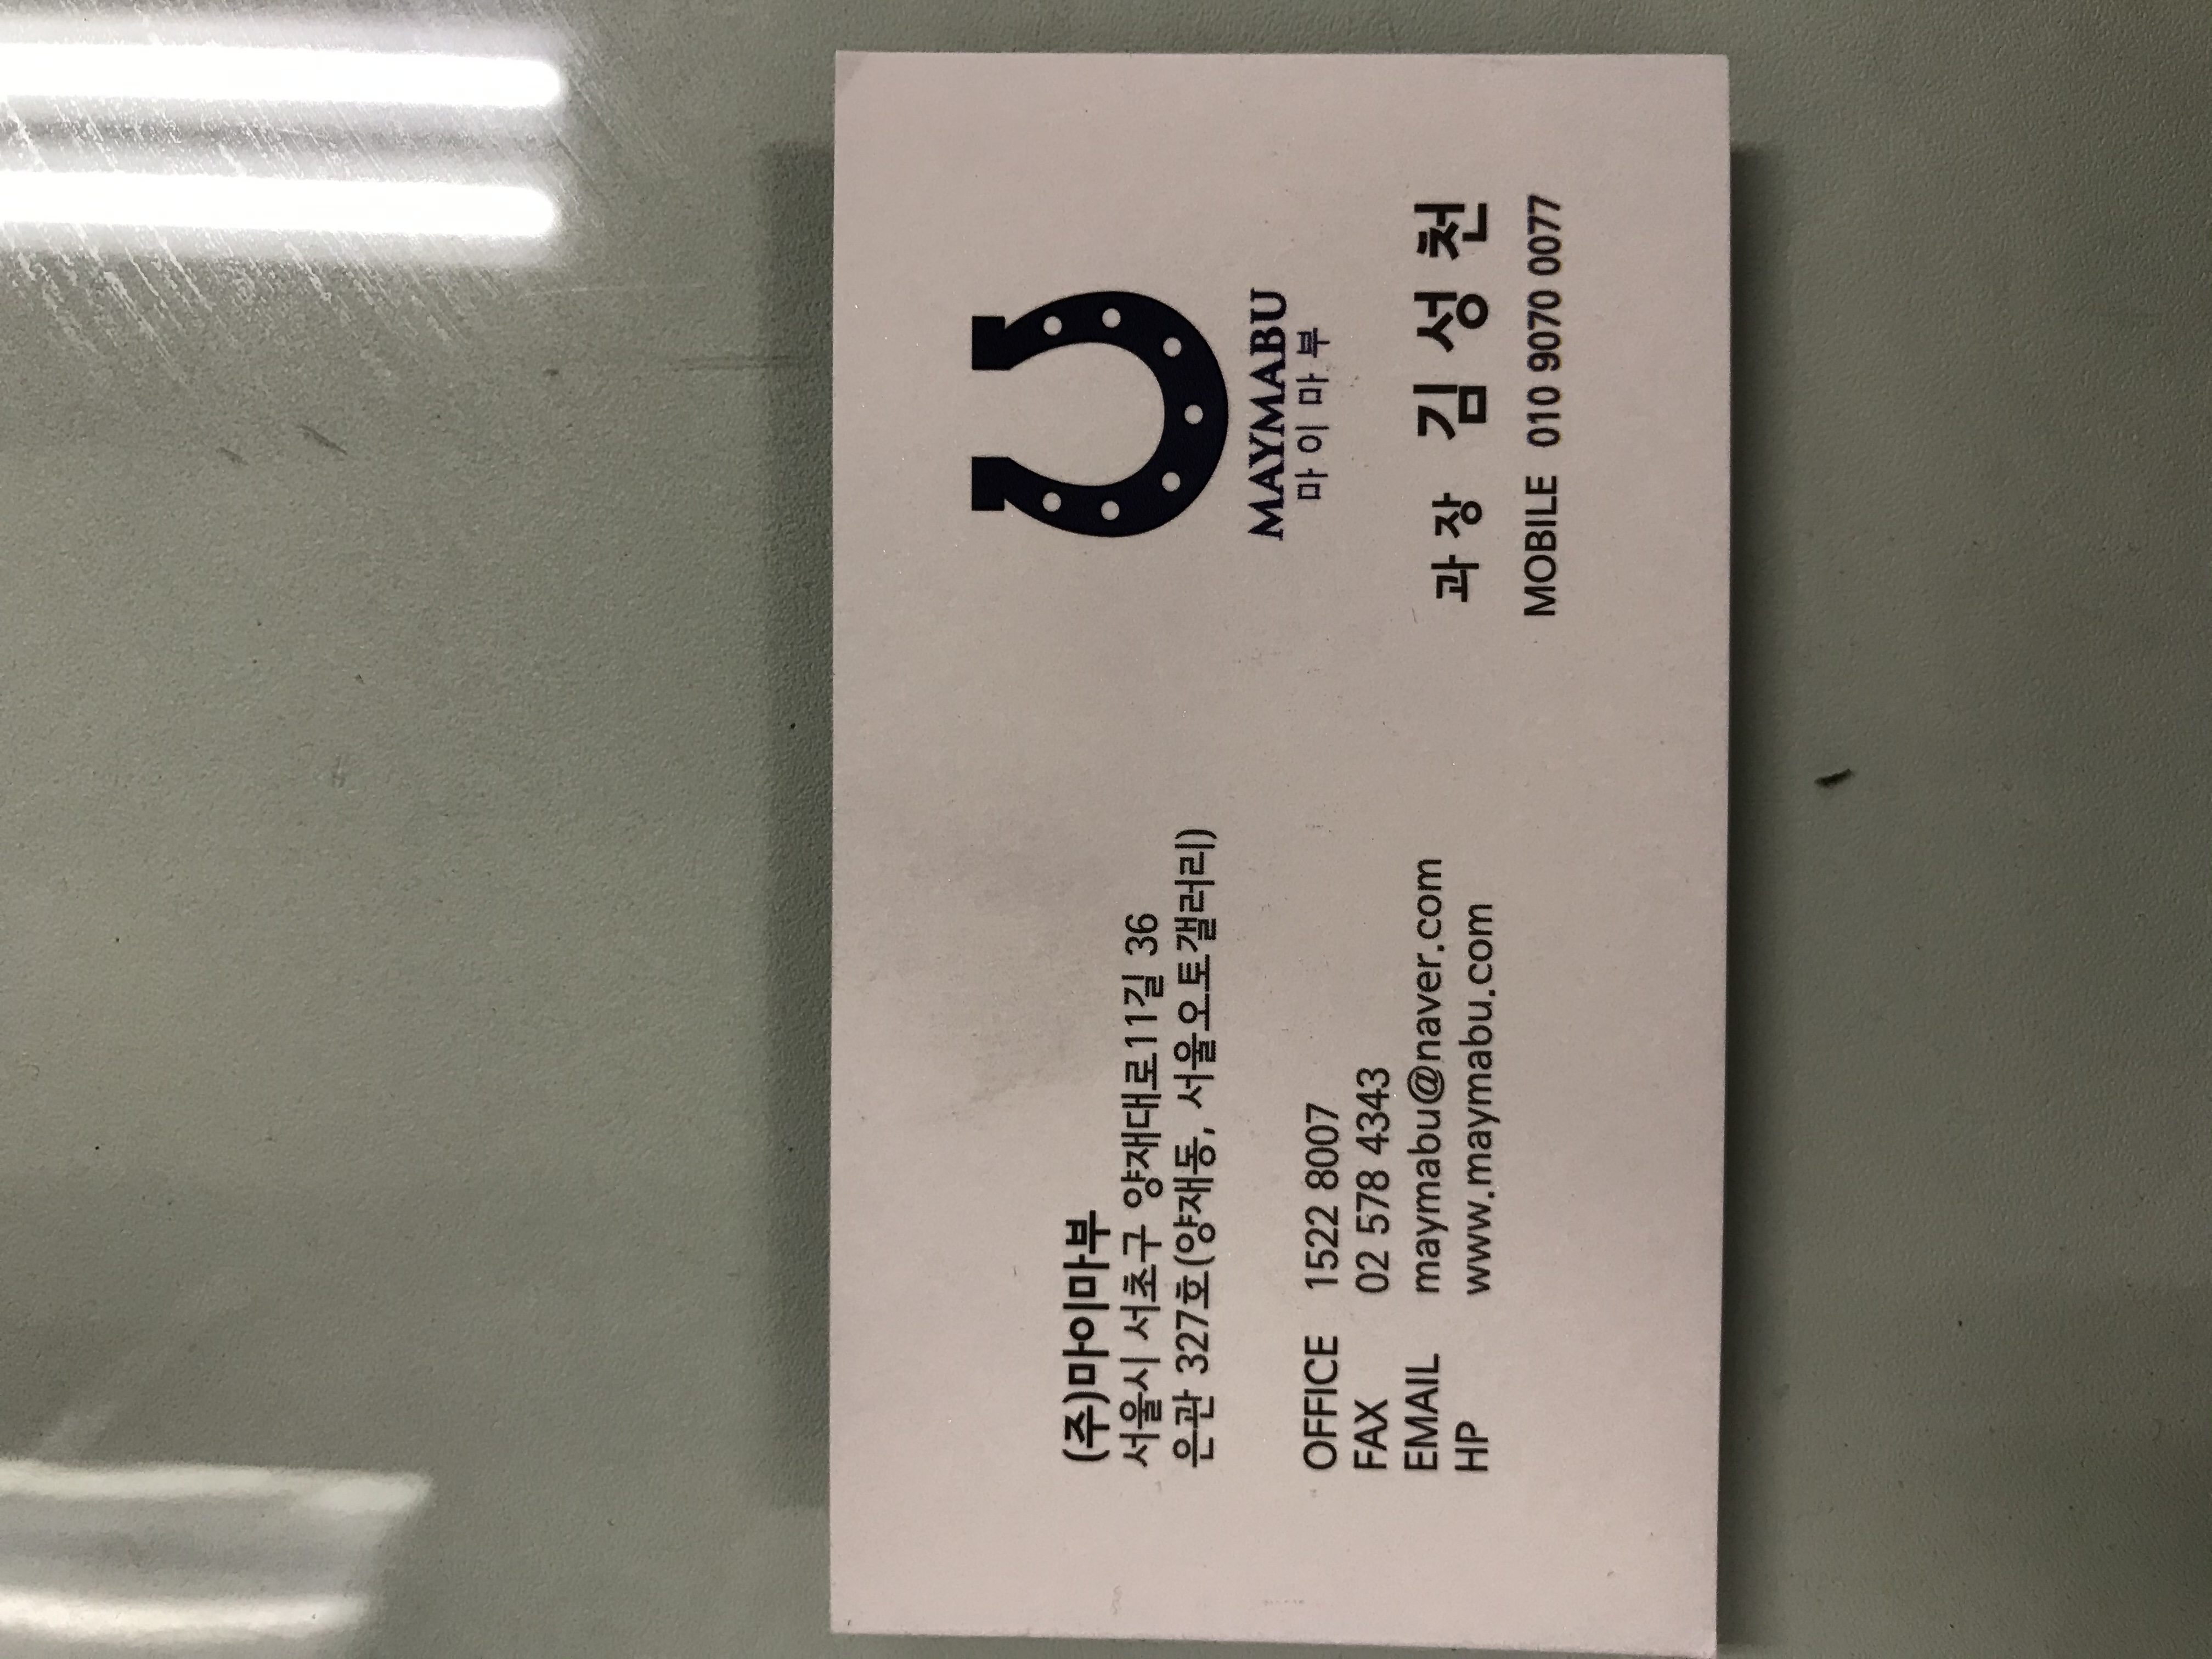 (주)마이마부
서울시 서초구 양재대로11길 36
은관 327호(양재동, 서울오토갤러리)
OFFICE 1522 8007
FAX 02 578 4343
EMAIL maymabu@naver.com
HP www.maymabu.com
MAYMABU
마이마부
과장 김성천
MOBILE 010 9070 0077